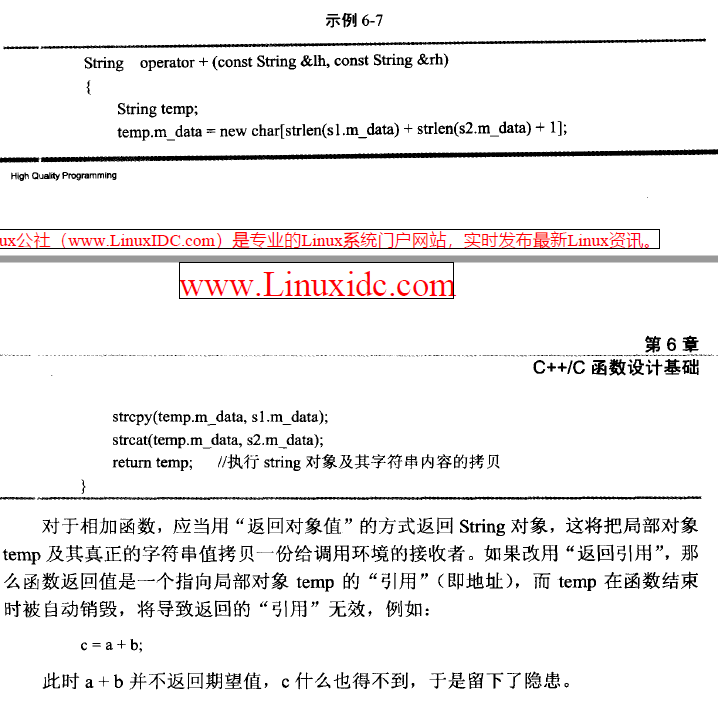 示例 6-7
String operator + (const String &lh, const String &rh)
{
String temp;
temp.m_data = new char[strlen(s1.m_data) + strlen(s2.m_data) + 1];
High Quality Programming
ux公社（www.LinuxIDC.com）是专业的Linux系统门户网站，实时发布最新Linux资讯。
www.Linuxidc.com
第 6 章
C++/C 函数设计基础
strcpy(temp.m_data, s1.m_data);
strcat(temp.m_data, s2.m_data);
return temp; //执行 string 对象及其字符串内容的拷贝
}
对于相加函数，应当用“返回对象值”的方式返回 String 对象，这将把局部对象
temp 及其真正的字符串值拷贝一份给调用环境的接收者。如果改用“返回引用”，那
么函数返回值是一个指向局部对象 temp 的“引用”（即地址），而 temp 在函数结束
时被自动销毁，将导致返回的“引用”无效，例如：
c = a + b;
此时 a + b 并不返回期望值，c 什么也得不到，于是留下了隐患。